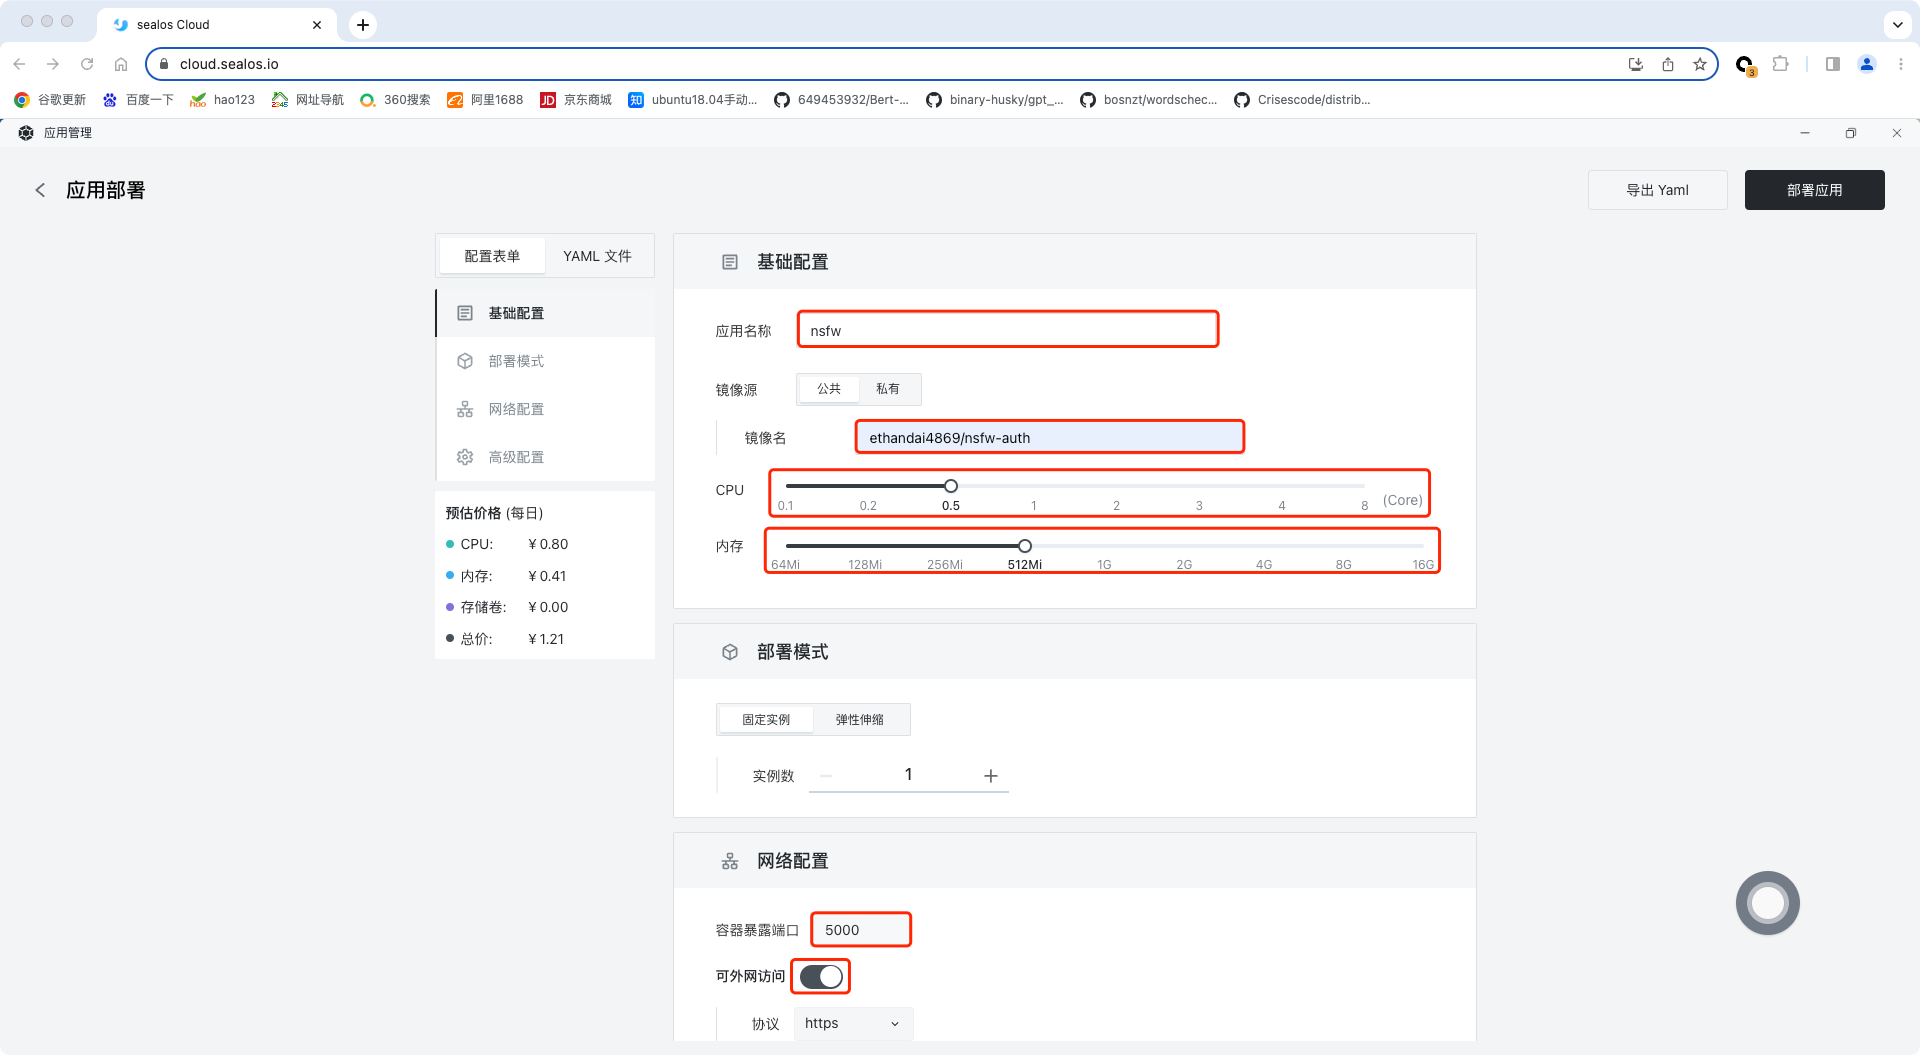 sealos Cloud
cloud.sealos.io
3
谷歌更新 百度一下 hao123 网址导航 360搜索 阿里1688 京东商城 ubuntu18.04手动... 649453932/Bert-... binary-husky/gpt_... bosnzt/wordschec... Crisescode/distrib...
应用管理
应用部署
导出 Yaml
部署应用
配置表单 YAML 文件
基础配置
部署模式
网络配置
高级配置
预估价格 (每日)
CPU: ¥ 0.80
内存: ¥ 0.41
存储卷: ¥ 0.00
总价: ¥ 1.21
基础配置
应用名称 nsfw
镜像源 公共 私有
镜像名 ethandai4869/nsfw-auth
CPU
0.1 0.2 0.5 1 2 3 4 8 (Core)
内存
64Mi 128Mi 256Mi 512Mi 1G 2G 4G 8G 16G
部署模式
固定实例 弹性伸缩
实例数 1
网络配置
容器暴露端口 5000
可外网访问
协议 https